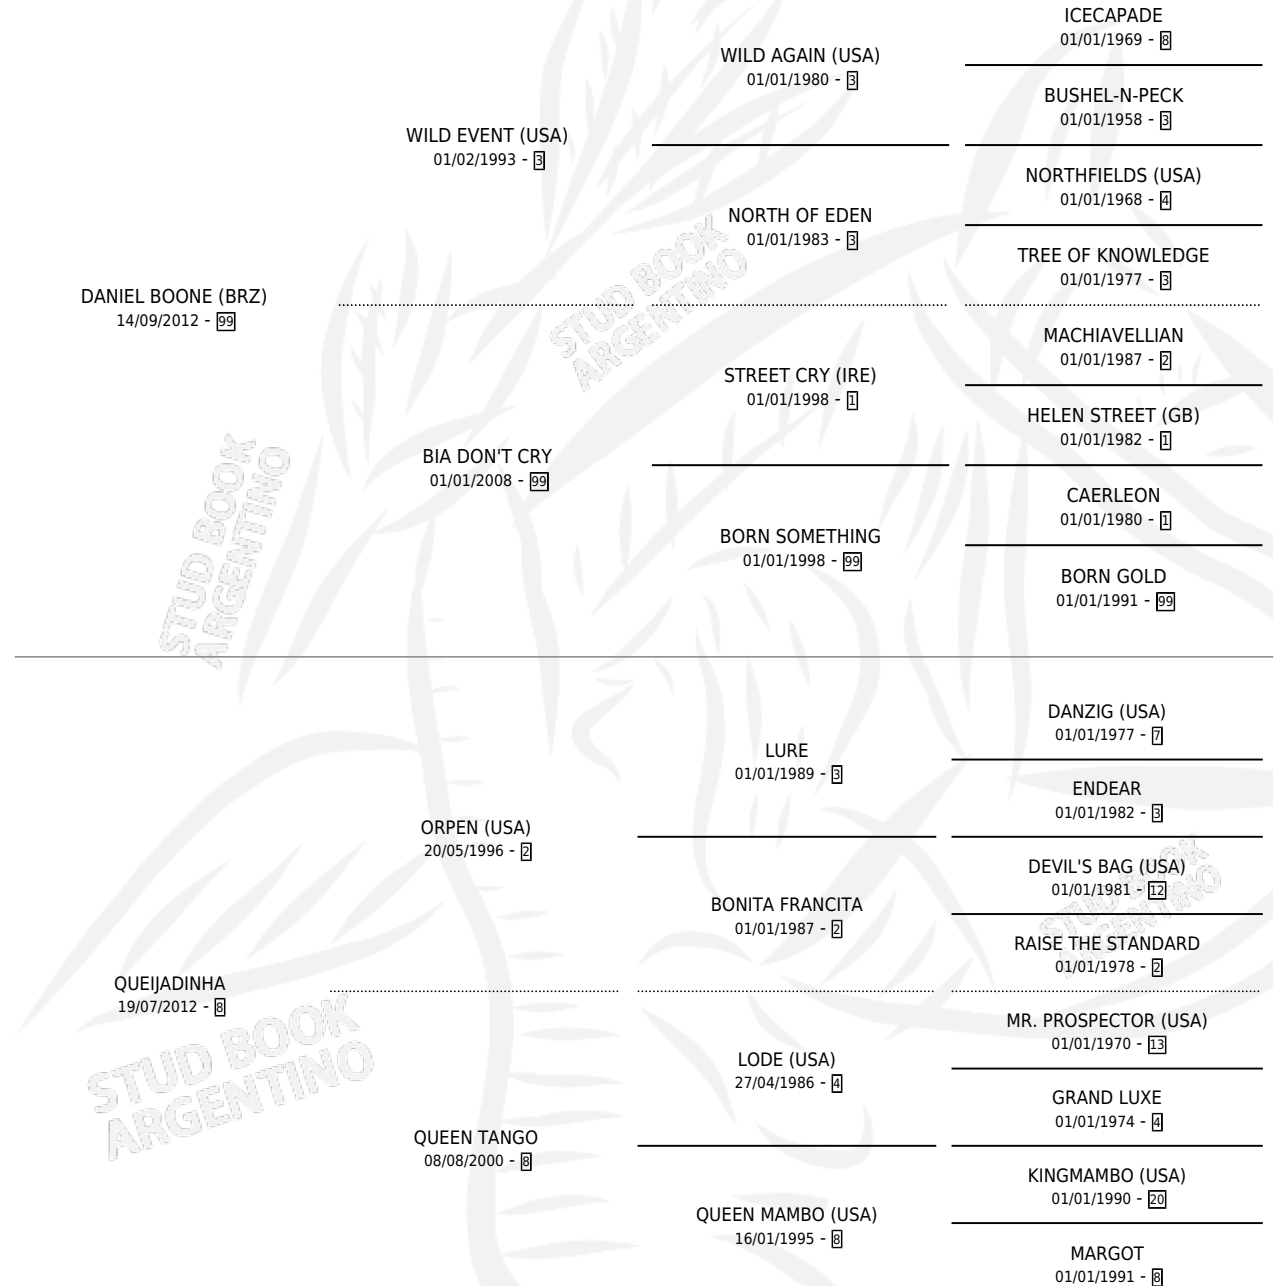 ICECAPADE
01/01/1969 - 8
WILD AGAIN (USA)
01/01/1980 - 3
BUSHEL-N-PECK
01/01/1958 - 3
WILD EVENT (USA)
01/02/1993 - 3
NORTHFIELDS (USA)
01/01/1968 - 4
NORTH OF EDEN
01/01/1983 - 3
TREE OF KNOWLEDGE
01/01/1977 - 3
DANIEL BOONE (BRZ)
14/09/2012 - 99
MACHIAVELLIAN
01/01/1987 - 2
STREET CRY (IRE)
01/01/1998 - 1
HELEN STREET (GB)
01/01/1982 - 1
BIA DON'T CRY
01/01/2008 - 99
CAERLEON
01/01/1980 - 1
BORN SOMETHING
01/01/1998 - 99
BORN GOLD
01/01/1991 - 99
STUD BOOK
ARGENTINO
STUD BOOK
ARGENTINO
DANZIG (USA)
01/01/1977 - 7
LURE
01/01/1989 - 3
ENDEAR
01/01/1982 - 3
ORPEN (USA)
20/05/1996 - 2
DEVIL'S BAG (USA)
01/01/1981 - 12
BONITA FRANCITA
01/01/1987 - 2
RAISE THE STANDARD
01/01/1978 - 2
STUD BOOK
ARGENTINO
QUEIJADINHA
19/07/2012 - 8
MR. PROSPECTOR (USA)
01/01/1970 - 13
LODE (USA)
27/04/1986 - 4
GRAND LUXE
01/01/1974 - 4
STUD BOOK
ARGENTINO
QUEEN TANGO
08/08/2000 - 8
KINGMAMBO (USA)
01/01/1990 - 20
QUEEN MAMBO (USA)
16/01/1995 - 8
MARGOT
01/01/1991 - 8